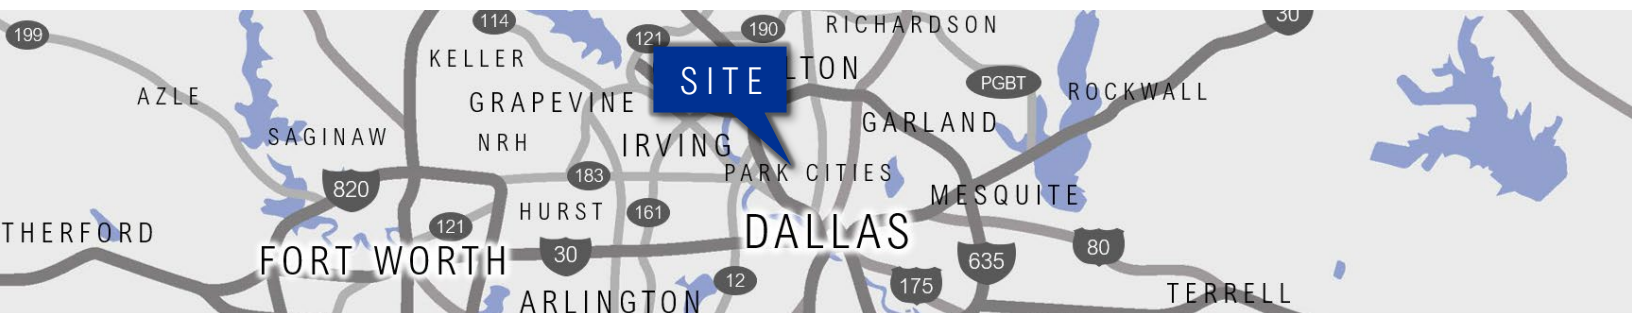 30
114
190
RICHARDSON
199
121
KELLER
LTON
SITE
PGBT
ROCKWALL
AZLE
GRAPEVINE
GARLAND
SAGINAW
NRH
IRVING
PARK CITIES
183
820
MESQUITE
HURST
161
121
THERFORD
DALLAS
80
30
635
FORT WORTH
12
175
TERRELL
ARLINGTON